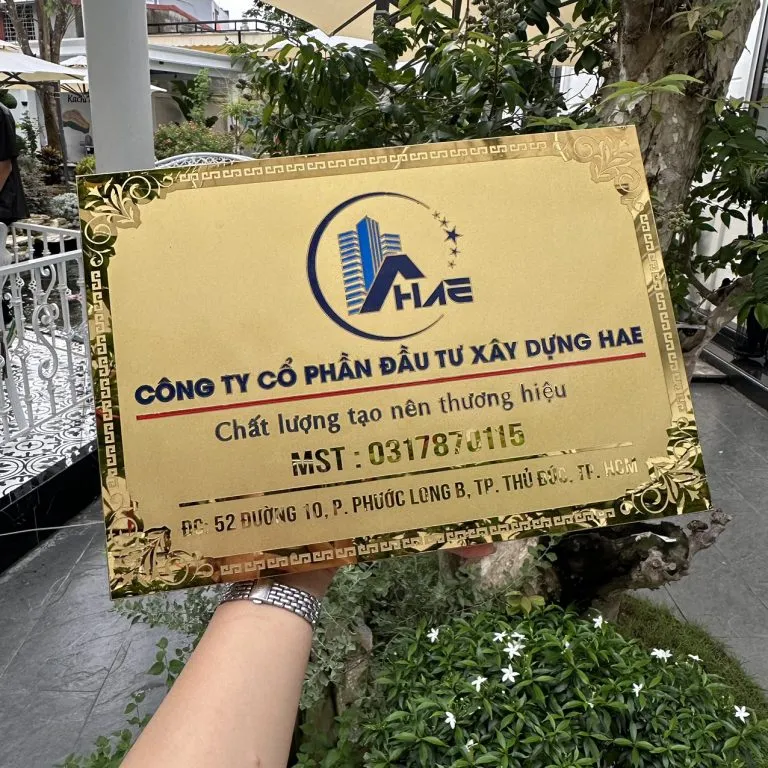 HAE
CÔNG TY CỔ PHẦN ĐẦU TƯ XÂY DỰNG HAE
Chất lượng tạo nên thương hiệu
MST : 0317870115
ĐC: 52 ĐƯỜNG 10, P. PHƯỚC LONG B, TP. THỦ ĐỨC, TP. HCM